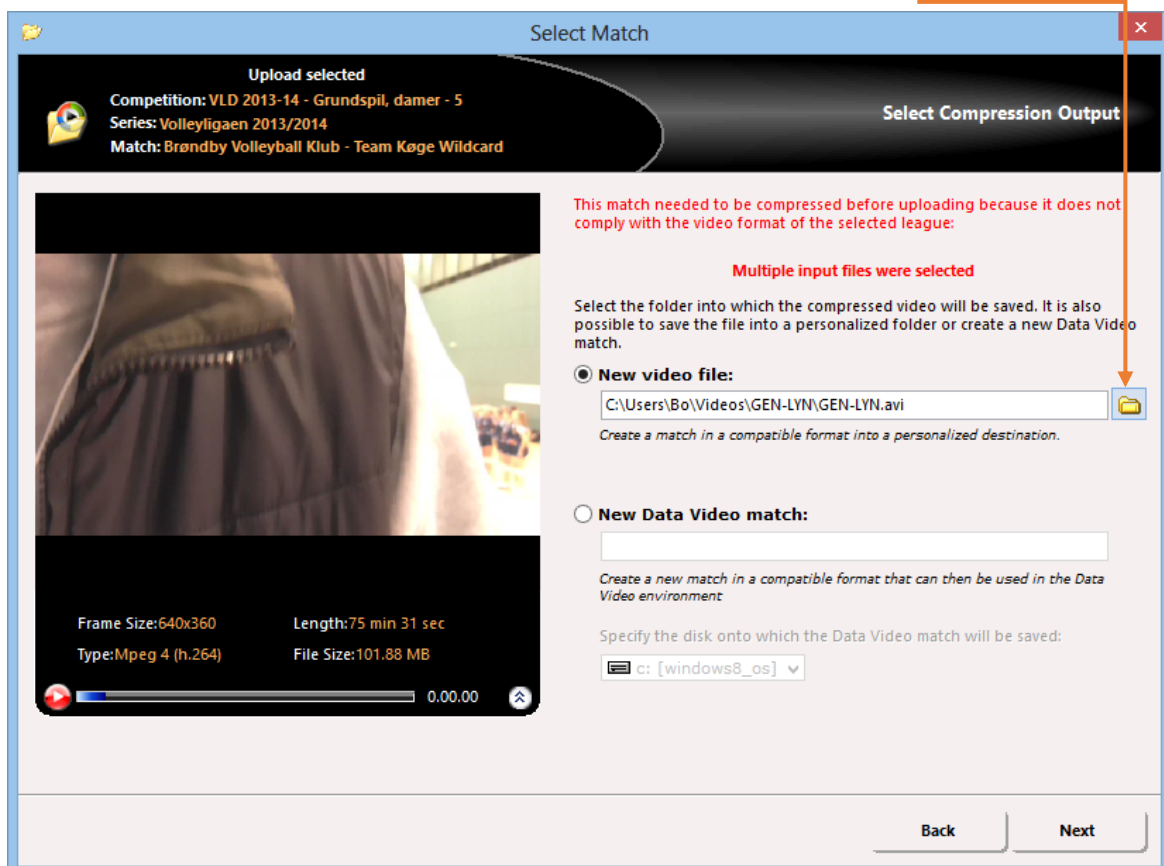 Select Match
Upload selected
Competition: VLD 2013-14 - Grundspil, damer - 5
Series: Volleyligaen 2013/2014
Match: Brøndby Volleyball Klub - Team Køge Wildcard
Select Compression Output
This match needed to be compressed before uploading because it does not
comply with the video format of the selected league:
Multiple input files were selected
Select the folder into which the compressed video will be saved. It is also
possible to save the file into a personalized folder or create a new Data Video
match.
New video file:
C:\Users\Bo\Videos\GEN-LYN\GEN-LYN.avi
Create a match in a compatible format into a personalized destination.
New Data Video match:
Create a new match in a compatible format that can then be used in the Data
Video environment
Specify the disk onto which the Data Video match will be saved:
c: [windows8_os]
Frame Size:640x360 Length:75 min 31 sec
Type:Mpeg 4 (h.264) File Size:101.88 MB
0.00.00
Back Next